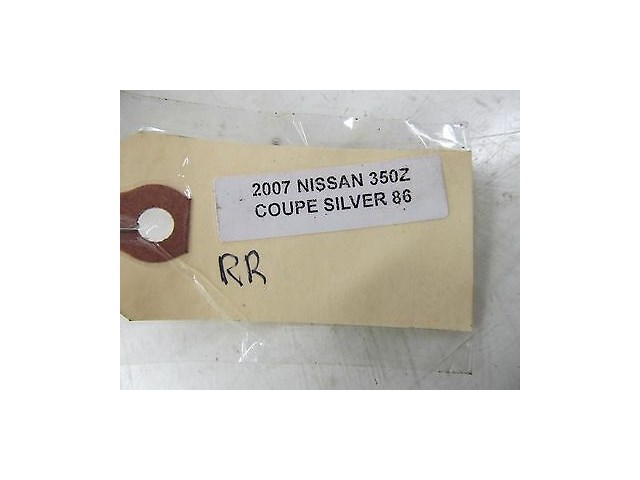 2007 NISSAN 350Z
COUPE SILVER 86
RR